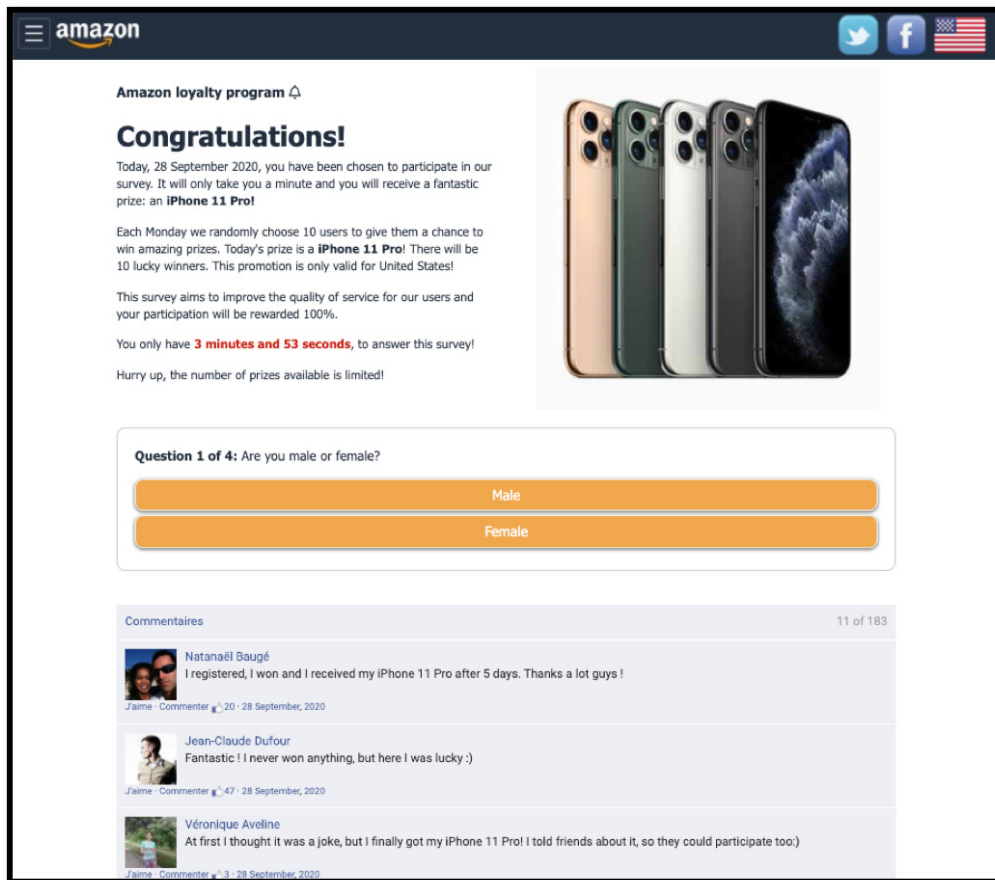 amazon
Amazon loyalty program
Congratulations!
Today, 28 September 2020, you have been chosen to participate in our
survey. It will only take you a minute and you will receive a fantastic
prize: an iPhone 11 Pro!
Each Monday we randomly choose 10 users to give them a chance to
win amazing prizes. Today's prize is a iPhone 11 Pro! There will be
10 lucky winners. This promotion is only valid for United States!
This survey aims to improve the quality of service for our users and
your participation will be rewarded 100%.
You only have 3 minutes and 53 seconds, to answer this survey!
Hurry up, the number of prizes available is limited!
Question 1 of 4: Are you male or female?
Male
Female
Commentaires 11 of 183
Natanaël Baugé
I registered, I won and I received my iPhone 11 Pro after 5 days. Thanks a lot guys !
J'aime · Commenter 20 · 28 September, 2020
Jean-Claude Dufour
Fantastic ! I never won anything, but here I was lucky :)
J'aime · Commenter 47 · 28 September, 2020
Véronique Aveline
At first I thought it was a joke, but I finally got my iPhone 11 Pro! I told friends about it, so they could participate too:)
J'aime · Commenter 3 · 28 September, 2020